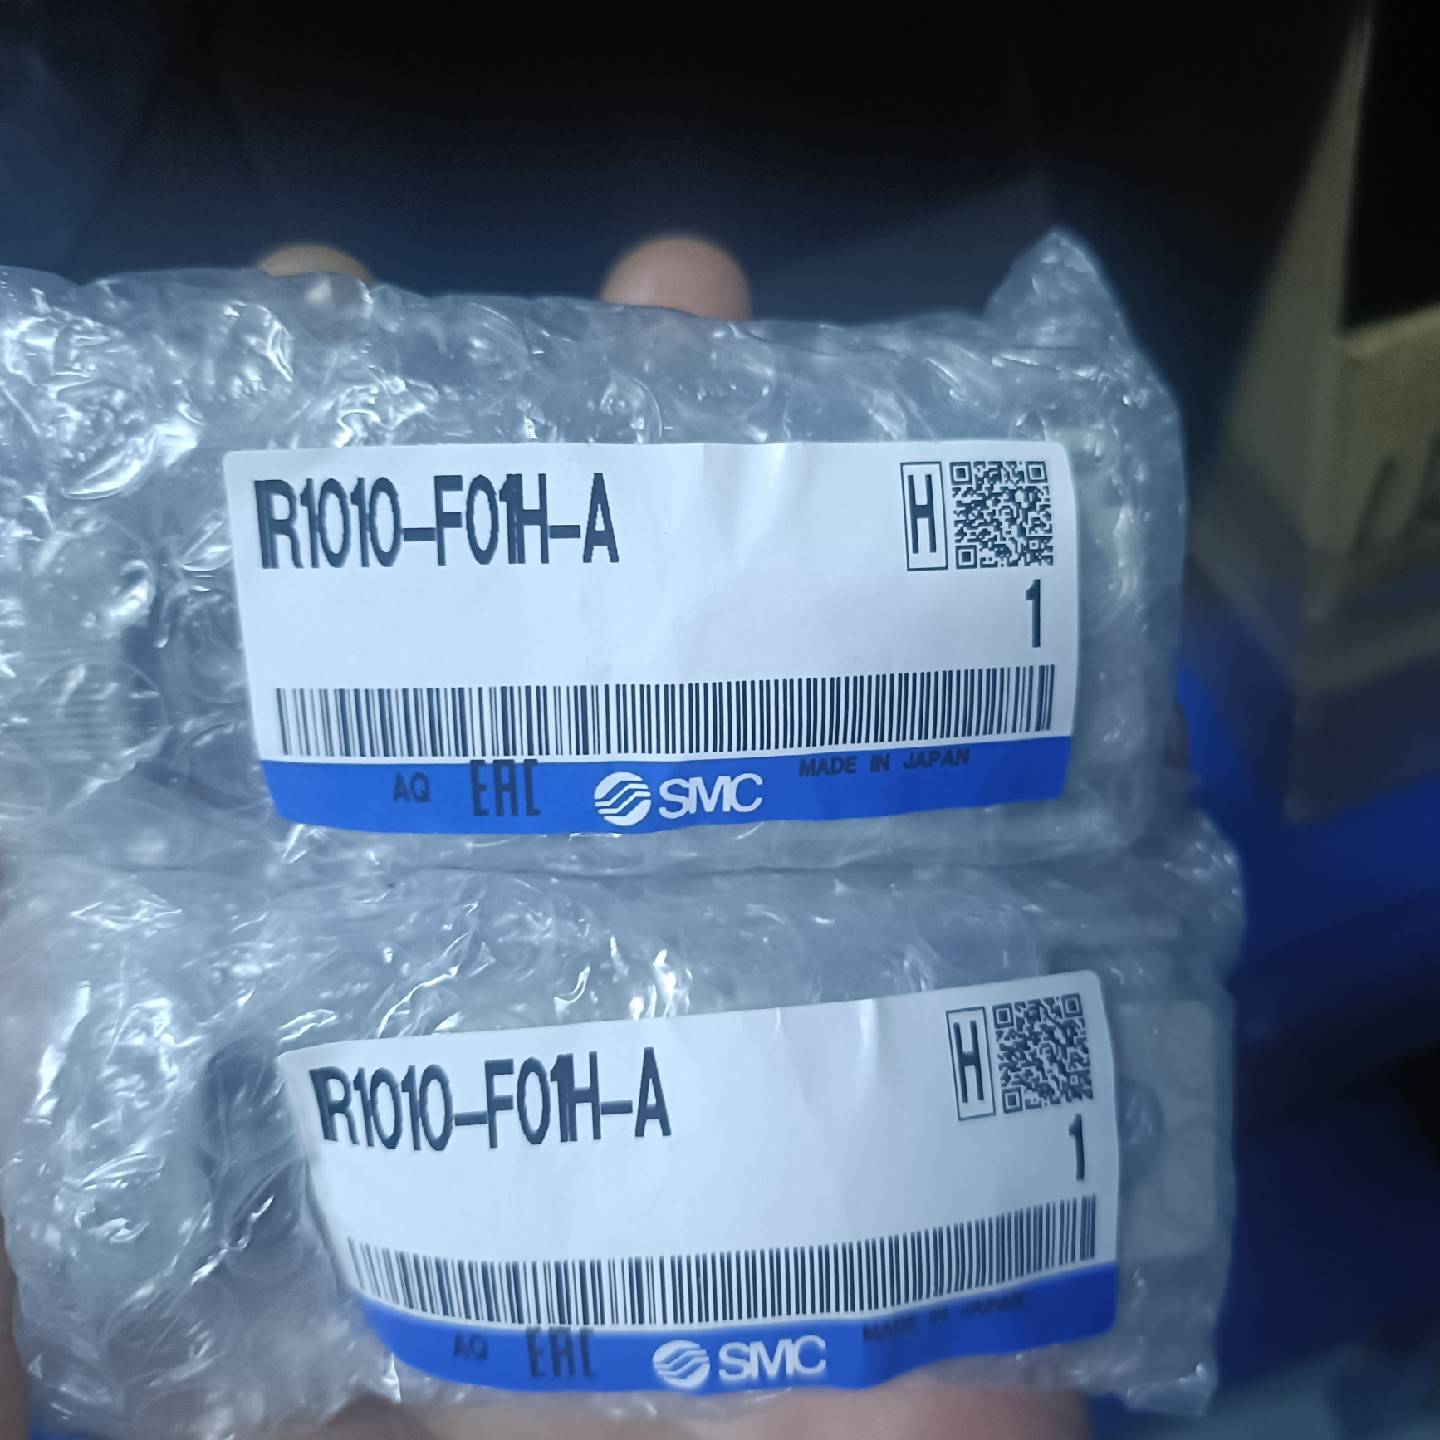 IR1010-F01H-A
H
1
AQ EAC SMC MADE IN JAPAN
IR1010-F01H-A
H
1
AQ EAC SMC MADE IN JAPAN